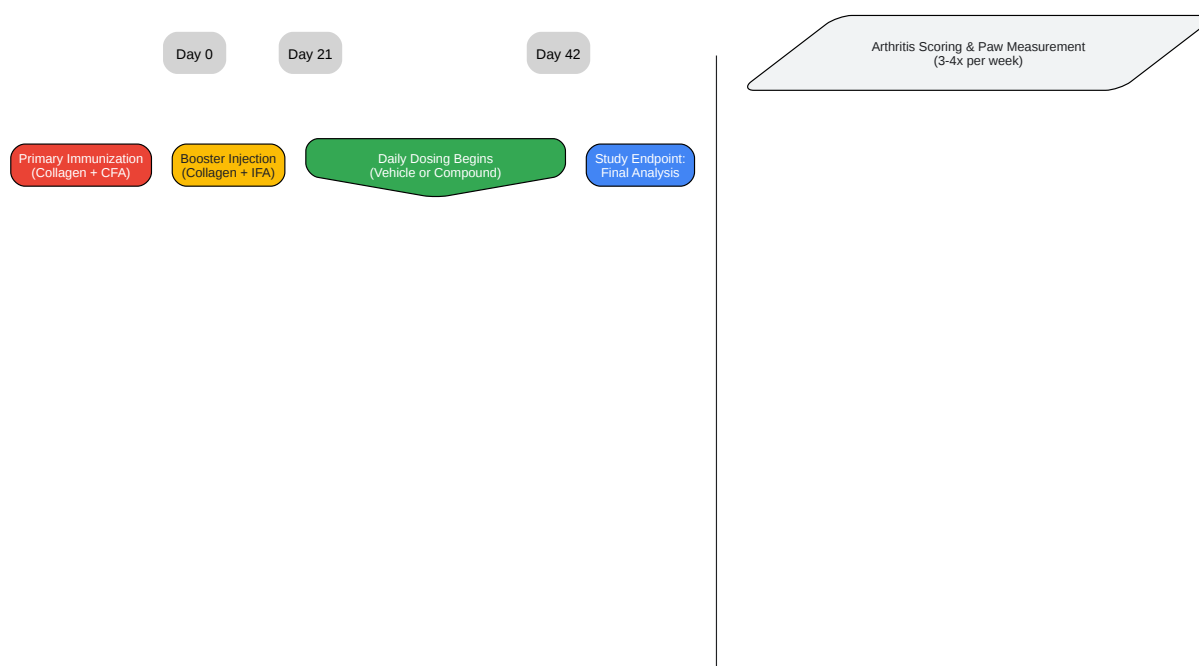 Day 0
Day 21
Day 42
Arthritis Scoring & Paw Measurement
(3-4x per week)
Primary Immunization
(Collagen + CFA)
Booster Injection
(Collagen + IFA)
Daily Dosing Begins
(Vehicle or Compound)
Study Endpoint:
Final Analysis